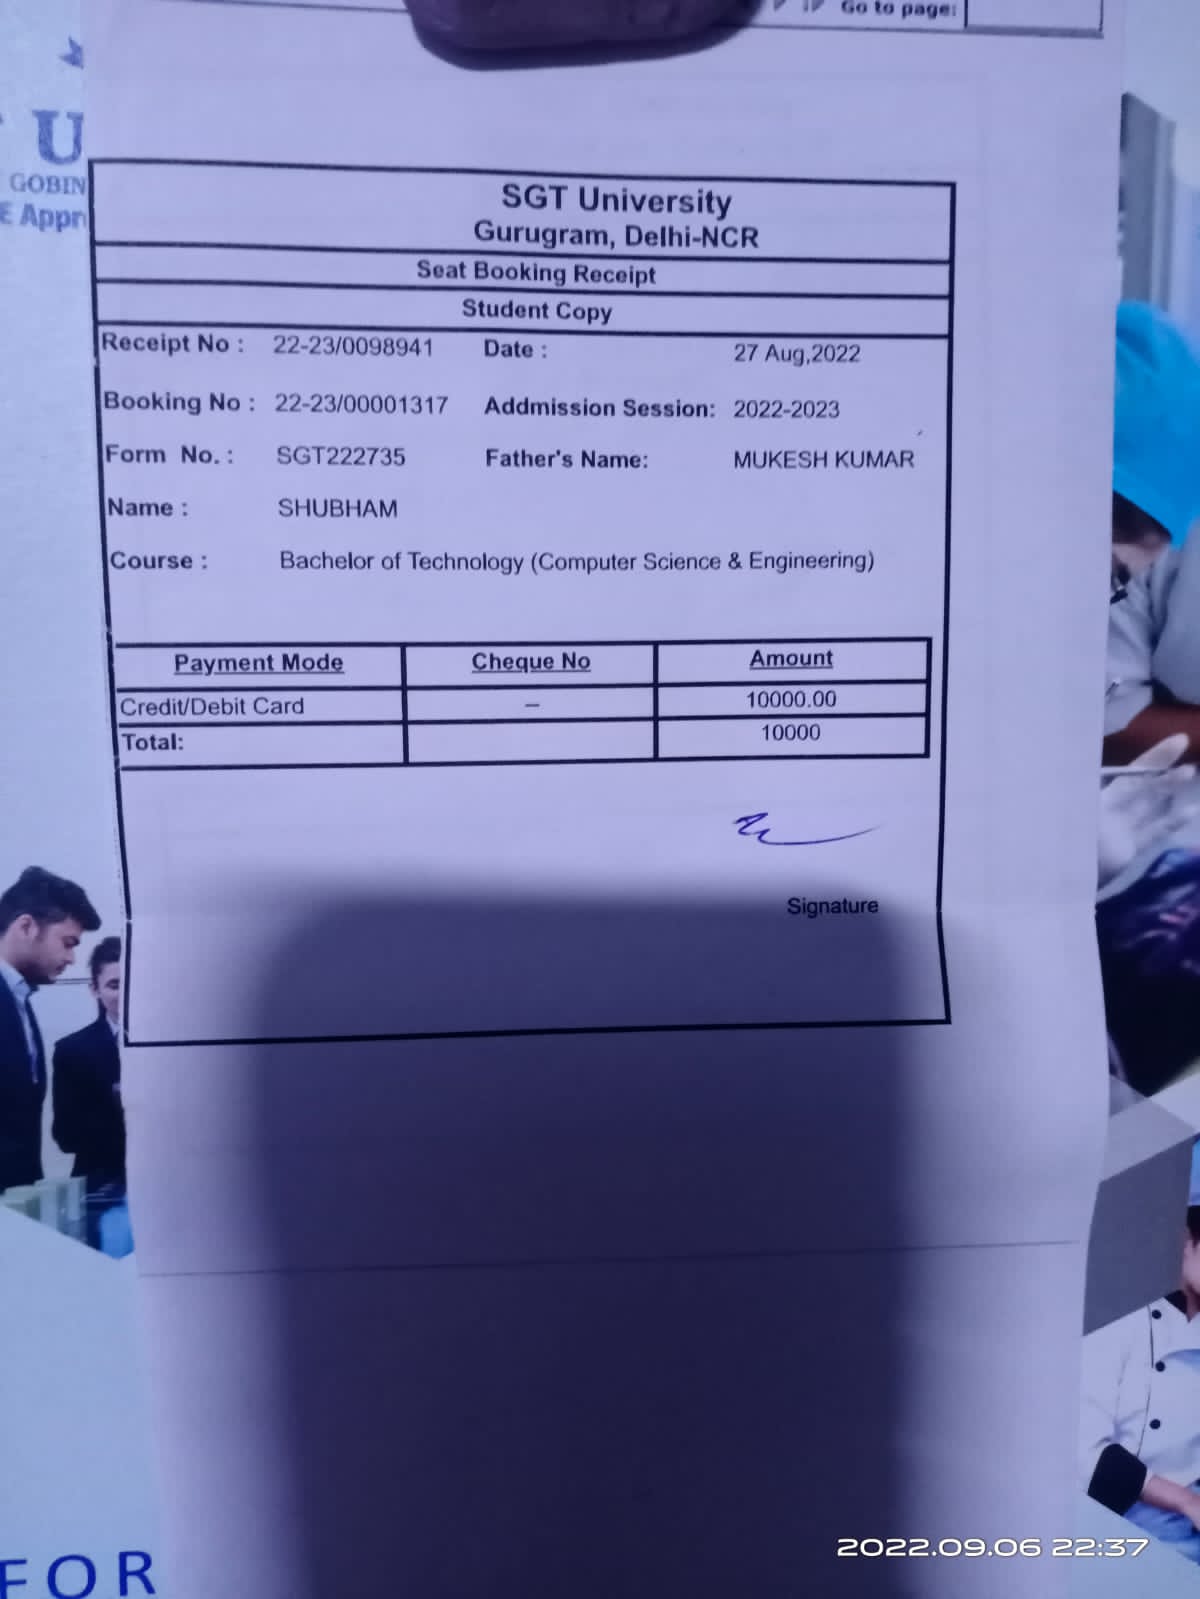 Go to page:
U
GOBIN
E Appr
SGT University
Gurugram, Delhi-NCR
Seat Booking Receipt
Student Copy
Receipt No : 22-23/0098941 Date : 27 Aug,2022
Booking No : 22-23/00001317 Addmission Session: 2022-2023
Form No. : SGT222735 Father's Name: MUKESH KUMAR
Name : SHUBHAM
Course : Bachelor of Technology (Computer Science & Engineering)
Payment Mode Cheque No Amount
Credit/Debit Card – 10000.00
Total: 10000
Signature
2022.09.06 22:37
FOR